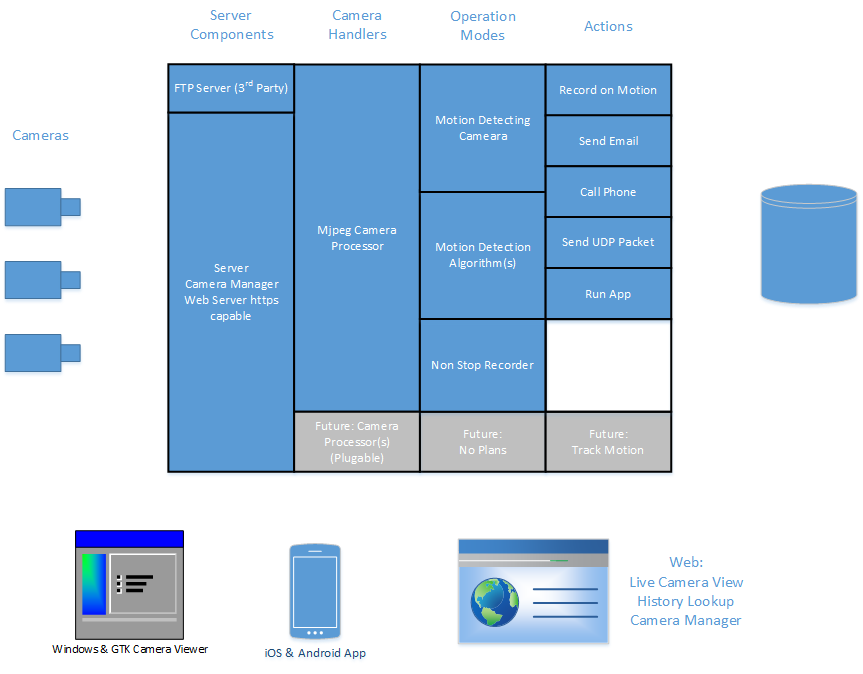 Server
Components
Camera
Handlers
Operation
Modes
Actions
Cameras
FTP Server (3rd Party)
Server
Camera Manager
Web Server https
capable
Mjpeg Camera
Processor
Future: Camera
Processor(s)
(Plugable)
Motion Detecting
Cameara
Motion Detection
Algorithm(s)
Non Stop Recorder
Future:
No Plans
Record on Motion
Send Email
Call Phone
Send UDP Packet
Run App
Future:
Track Motion
Windows & GTK Camera Viewer
iOS & Android App
Web:
Live Camera View
History Lookup
Camera Manager